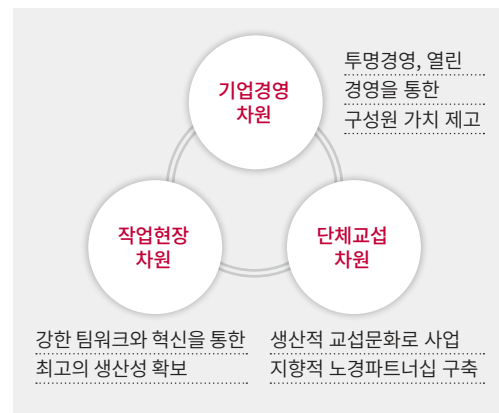 기업경영
차원
투명경영, 열린
경영을 통한
구성원 가치 제고
작업현장
차원
단체교섭
차원
강한 팀워크와 혁신을 통한
최고의 생산성 확보
생산적 교섭문화로 사업
지향적 노경파트너십 구축